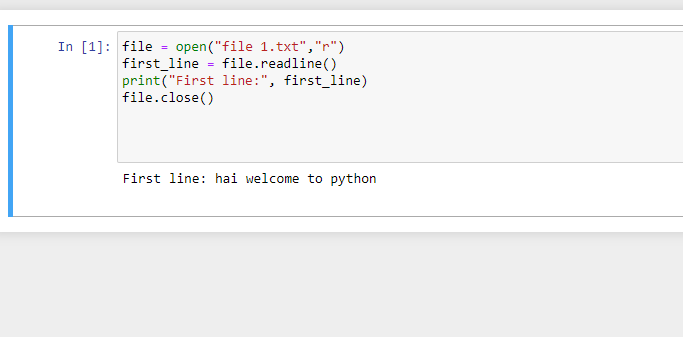 In [1]: file = open("file 1.txt","r")
first_line = file.readline()
print("First line:", first_line)
file.close()
First line: hai welcome to python